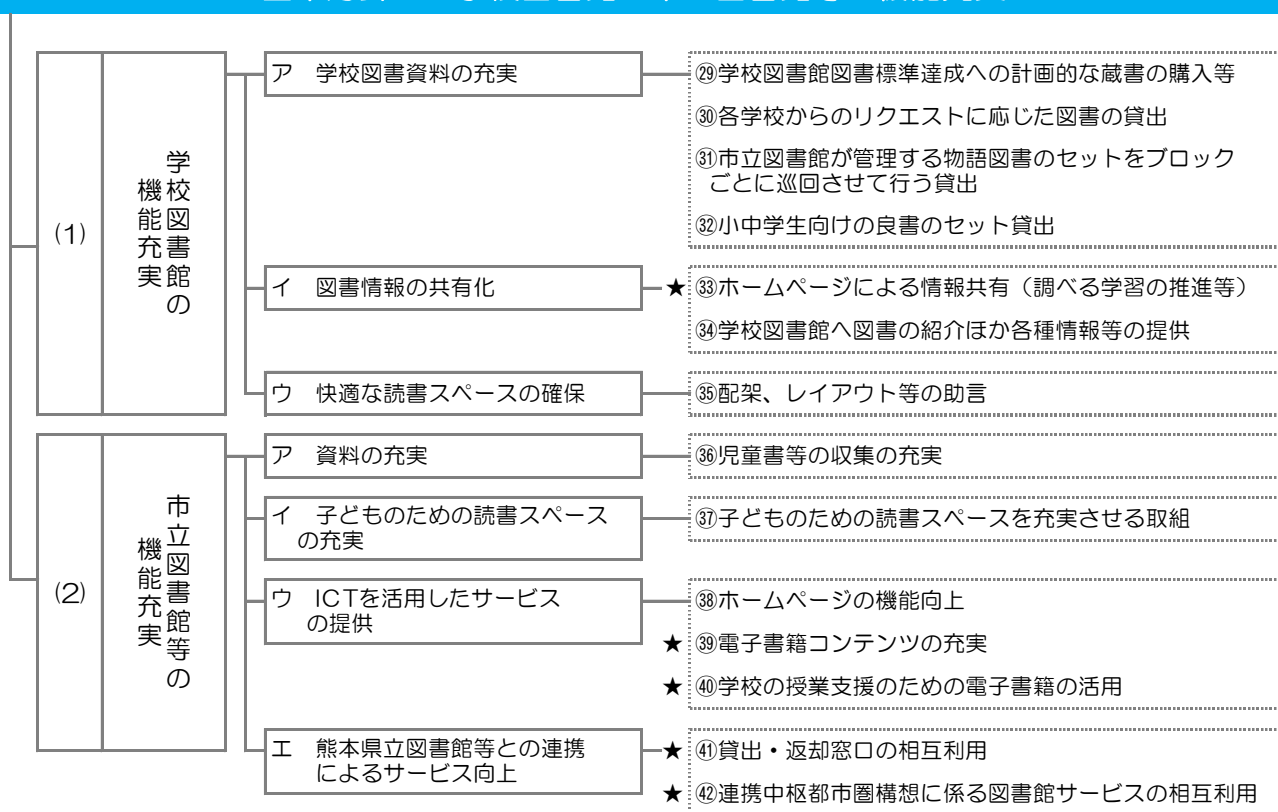 (1)
学校図書館の
機能充実
ア 学校図書資料の充実
㉙学校図書館図書標準達成への計画的な蔵書の購入等
㉚各学校からのリクエストに応じた図書の貸出
㉛市立図書館が管理する物語図書のセットをブロック
ごとに巡回させて行う貸出
㉜小中学生向けの良書のセット貸出
イ 図書情報の共有化
★ ㉝ホームページによる情報共有（調べる学習の推進等）
㉞学校図書館へ図書の紹介ほか各種情報等の提供
ウ 快適な読書スペースの確保
㉟配架、レイアウト等の助言
(2)
市立図書館等の
機能充実
ア 資料の充実
㊱児童書等の収集の充実
イ 子どものための読書スペース
の充実
㊲子どものための読書スペースを充実させる取組
ウ ICTを活用したサービス
の提供
㊳ホームページの機能向上
★ ㊴電子書籍コンテンツの充実
★ ㊵学校の授業支援のための電子書籍の活用
エ 熊本県立図書館等との連携
によるサービス向上
★ ㊶貸出・返却窓口の相互利用
★ ㊷連携中枢都市圏構想に係る図書館サービスの相互利用